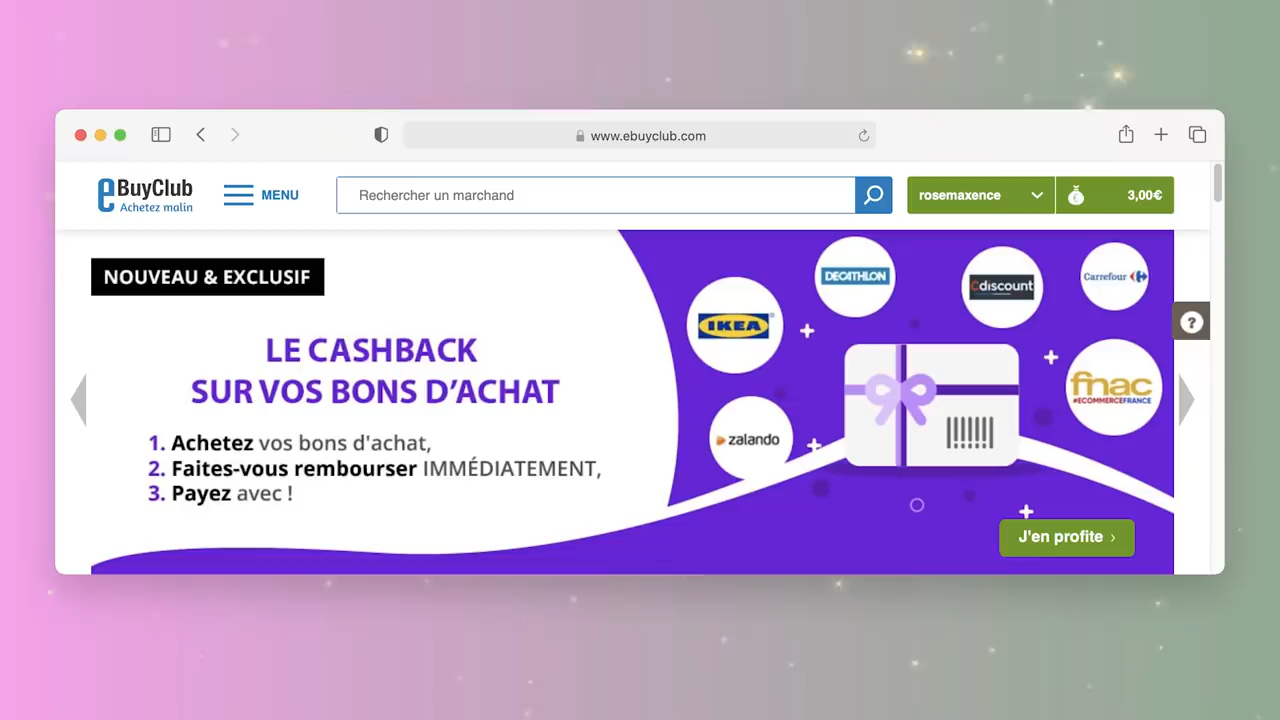 www.ebuyclub.com
eBuyClub
Achetez malin
MENU
Rechercher un marchand
rosemaxence
3,00€
NOUVEAU & EXCLUSIF
LE CASHBACK
SUR VOS BONS D'ACHAT
1. Achetez vos bons d'achat,
2. Faites-vous rembourser IMMÉDIATEMENT,
3. Payez avec !
DECATHLON
Cdiscount
Carrefour
IKEA
fnac
#ECOMMERCEFRANCE
zalando
?
J'en profite ›